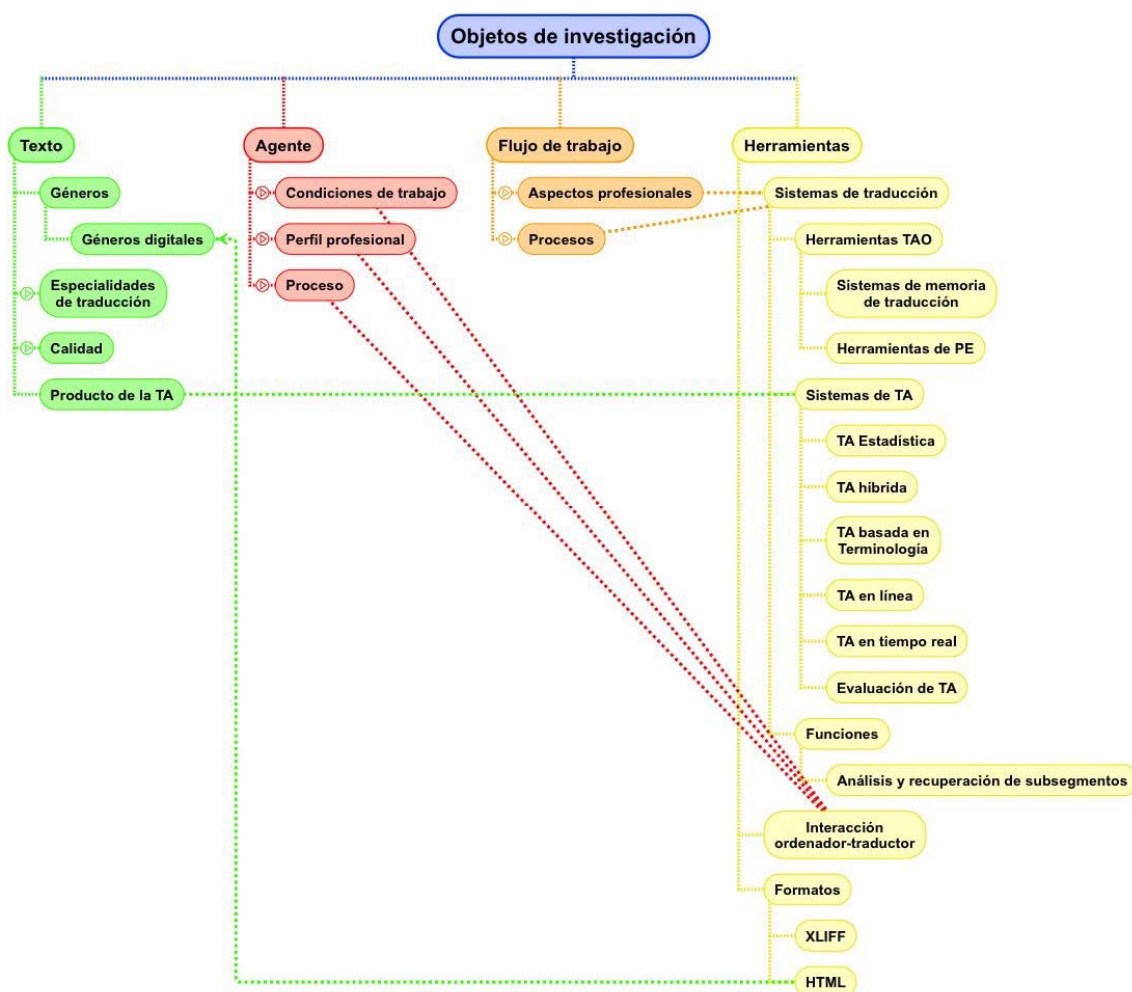 Objetos de investigación
Texto
Agente
Flujo de trabajo
Herramientas
Géneros
Condiciones de trabajo
Aspectos profesionales
Sistemas de traducción
Géneros digitales
Perfil profesional
Procesos
Herramientas TAO
Especialidades
de traducción
Proceso
Sistemas de memoria
de traducción
Calidad
Herramientas de PE
Producto de la TA
Sistemas de TA
TA Estadística
TA híbrida
TA basada en
Terminología
TA en línea
TA en tiempo real
Evaluación de TA
Funciones
Análisis y recuperación de subsegmentos
Interacción
ordenador-traductor
Formatos
XLIFF
HTML